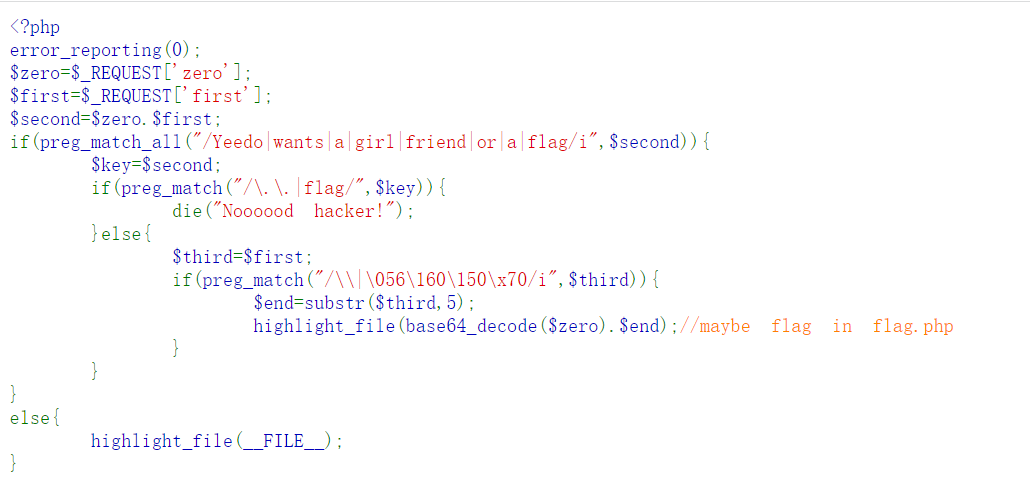 <?php
error_reporting(0);
$zero=$_REQUEST['zero'];
$first=$_REQUEST['first'];
$second=$zero.$first;
if(preg_match_all("/Yeedo|wants|a|girl|friend|or|a|flag/i",$second)){
        $key=$second;
        if(preg_match("/\.\.|flag/",$key)){
                die("Noooood  hacker!");
        }else{
                $third=$first;
                if(preg_match("/\\|\056\160\150\x70/i",$third)){
                        $end=substr($third,5);
                        highlight_file(base64_decode($zero).$end);//maybe  flag  in  flag.php
                }
        }
}
else{
        highlight_file(__FILE__);
}